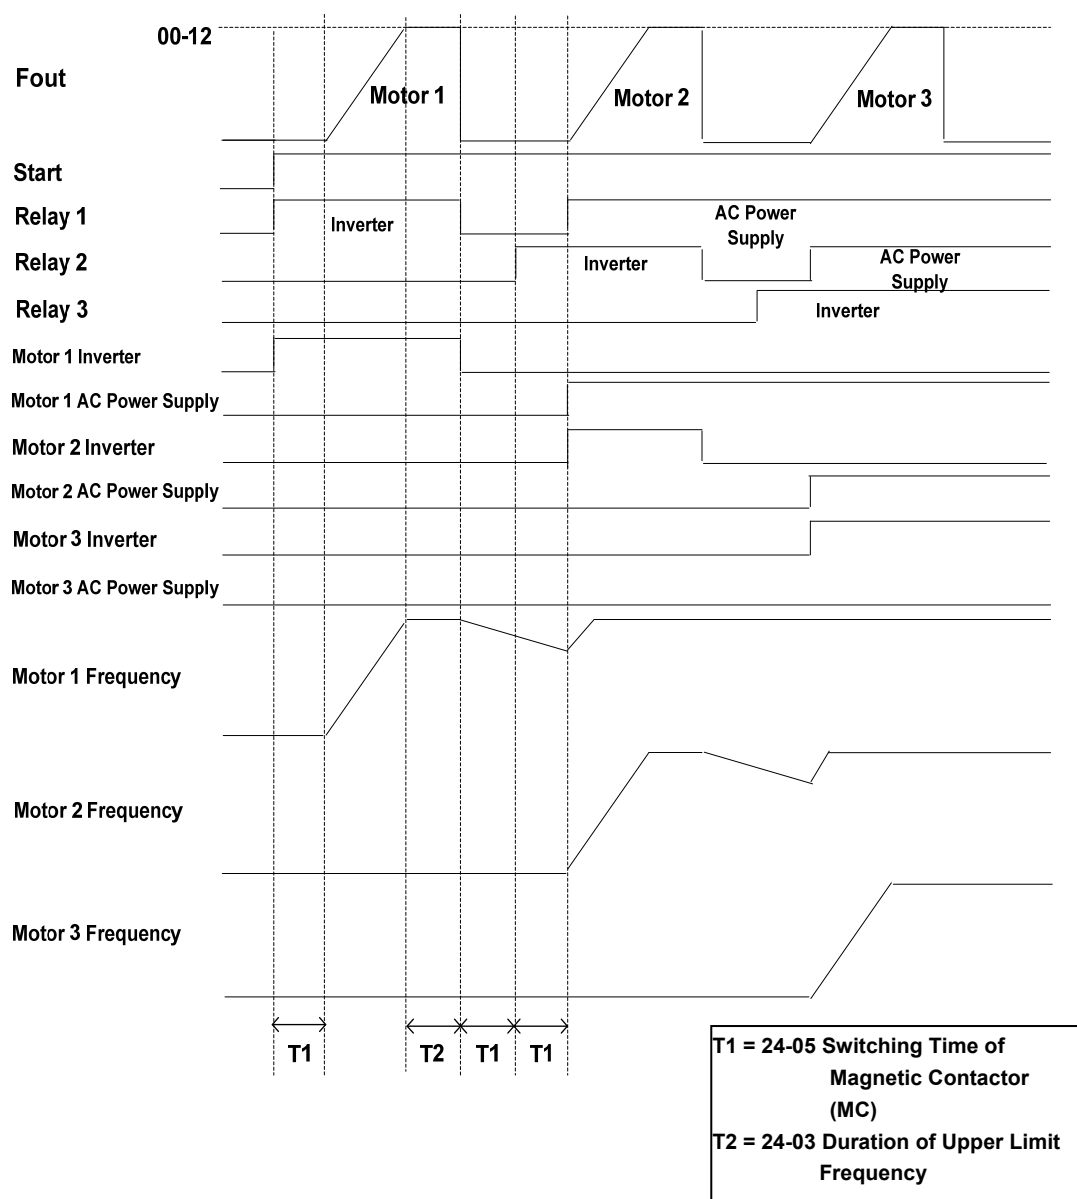 00-12
Fout
Motor 1
Motor 2
Motor 3
Start
Relay 1
Inverter
AC Power
Supply
Relay 2
Inverter
AC Power
Supply
Relay 3
Inverter
Motor 1 Inverter
Motor 1 AC Power Supply
Motor 2 Inverter
Motor 2 AC Power Supply
Motor 3 Inverter
Motor 3 AC Power Supply
Motor 1 Frequency
Motor 2 Frequency
Motor 3 Frequency
T1
T2
T1
T1
T1 = 24-05 Switching Time of
Magnetic Contactor
(MC)
T2 = 24-03 Duration of Upper Limit
Frequency